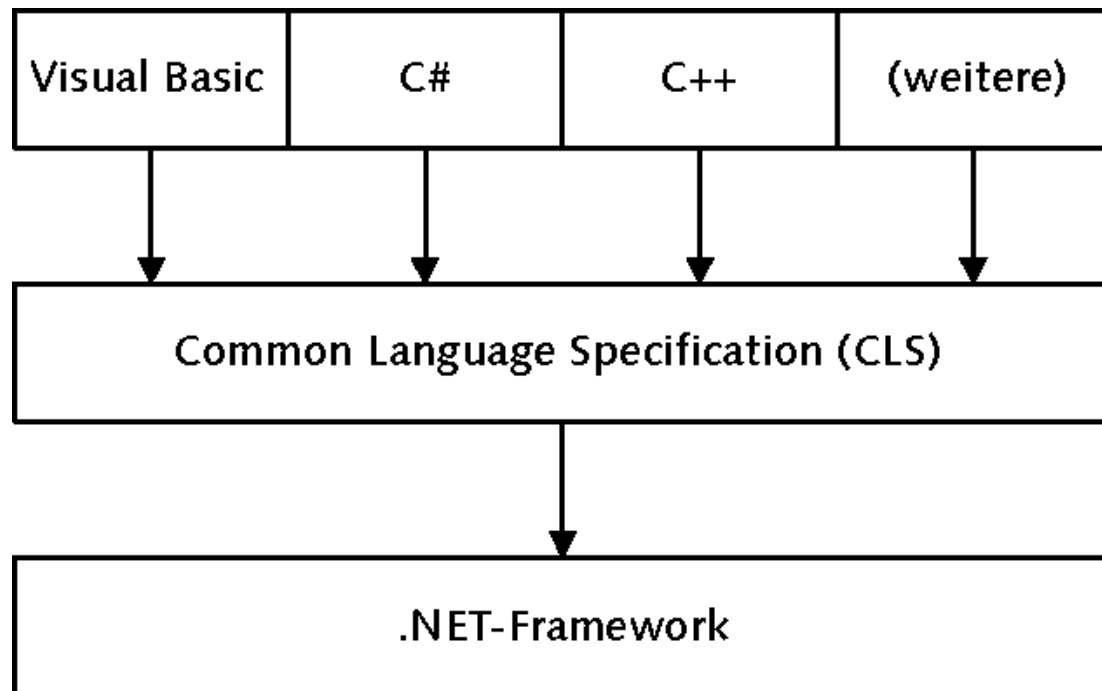 Visual Basic C# C++ (weitere)
Common Language Specification (CLS)
.NET-Framework